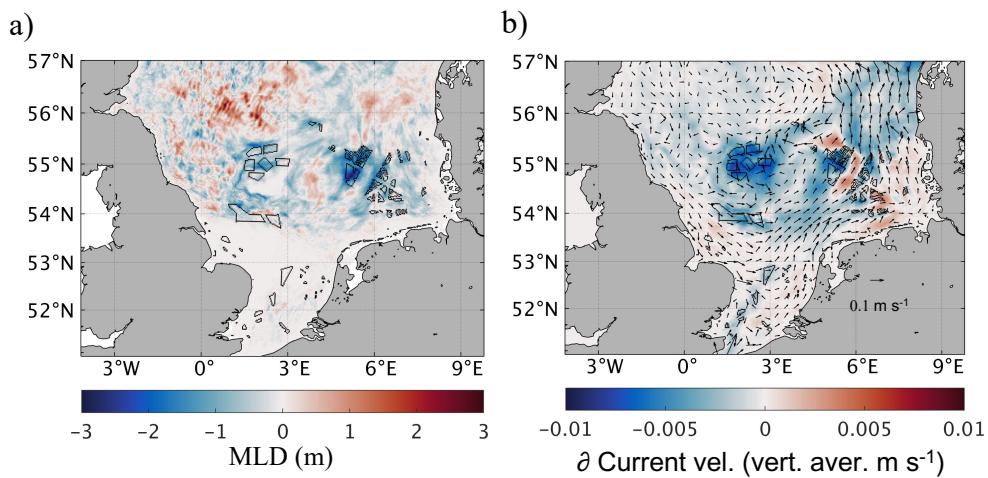 a)
57°N
56°N
55°N
54°N
53°N
52°N
3°W 0° 3°E 6°E 9°E
−3 −2 −1 0 1 2 3
MLD (m)
b)
57°N
56°N
55°N
54°N
53°N
52°N
0.1 m s-1
3°W 0° 3°E 6°E 9°E
−0.01 −0.005 0 0.005 0.01
∂ Current vel. (vert. aver. m s-1)